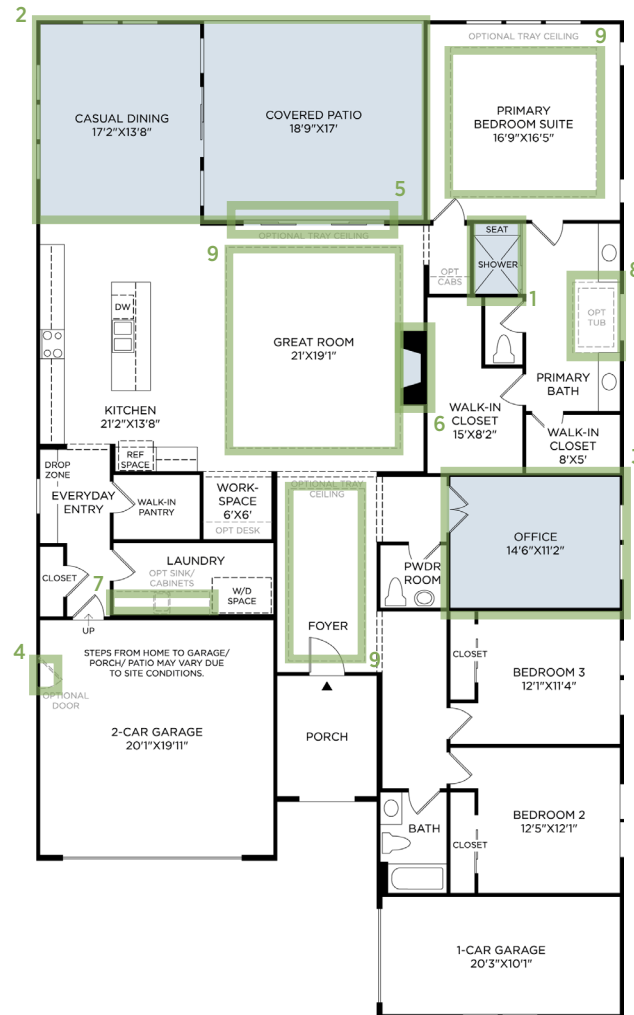 2
OPTIONAL TRAY CEILING
9
CASUAL DINING
17'2"X13'8"
COVERED PATIO
18'9"X17'
PRIMARY
BEDROOM SUITE
16'9"X16'5"
5
OPTIONAL TRAY CEILING
9
SEAT
SHOWER
OPT
CABS
1
8
OPT
TUB
DW
GREAT ROOM
21'X19'1"
PRIMARY
BATH
6
WALK-IN
CLOSET
15'X8'2"
WALK-IN
CLOSET
8'X5'
KITCHEN
21'2"X13'8"
REF
SPACE
DROP
ZONE
EVERYDAY
ENTRY
WALK-IN
PANTRY
WORK-
SPACE
6'X6'
OPT DESK
OPTIONAL TRAY
CEILING
OFFICE
14'6"X11'2"
CLOSET
LAUNDRY
OPT SINK/
CABINETS
7
W/D
SPACE
PWDR
ROOM
FOYER
UP
9
4
STEPS FROM HOME TO GARAGE/
PORCH/ PATIO MAY VARY DUE
TO SITE CONDITIONS.
OPTIONAL
DOOR
CLOSET
BEDROOM 3
12'1"X11'4"
2-CAR GARAGE
20'1"X19'11"
PORCH
BATH
CLOSET
BEDROOM 2
12'5"X12'1"
1-CAR GARAGE
20'3"X10'1"